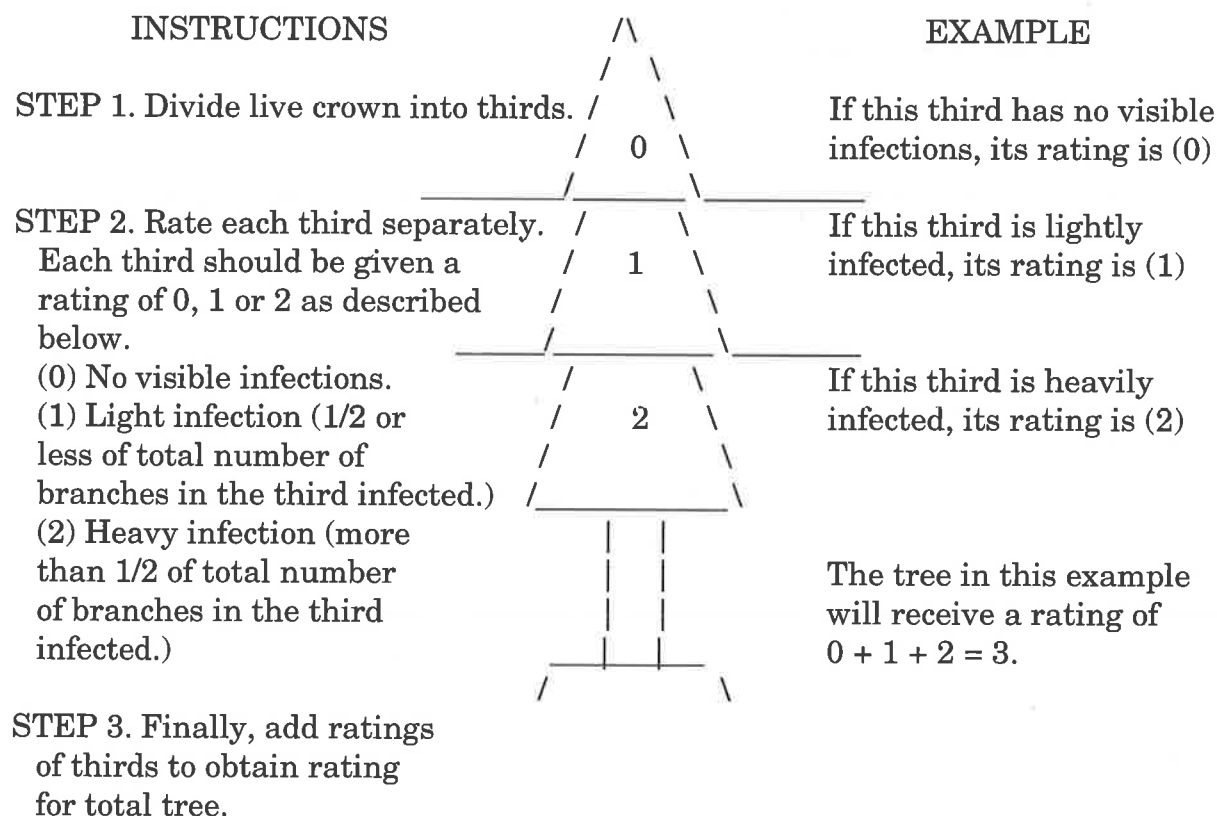 INSTRUCTIONS
STEP 1. Divide live crown into thirds.
STEP 2. Rate each third separately.
Each third should be given a
rating of 0, 1 or 2 as described
below.
(0) No visible infections.
(1) Light infection (1/2 or
less of total number of
branches in the third infected.)
(2) Heavy infection (more
than 1/2 of total number
of branches in the third
infected.)
STEP 3. Finally, add ratings
of thirds to obtain rating
for total tree.
0
1
2
EXAMPLE
If this third has no visible
infections, its rating is (0)
If this third is lightly
infected, its rating is (1)
If this third is heavily
infected, its rating is (2)
The tree in this example
will receive a rating of
0 + 1 + 2 = 3.